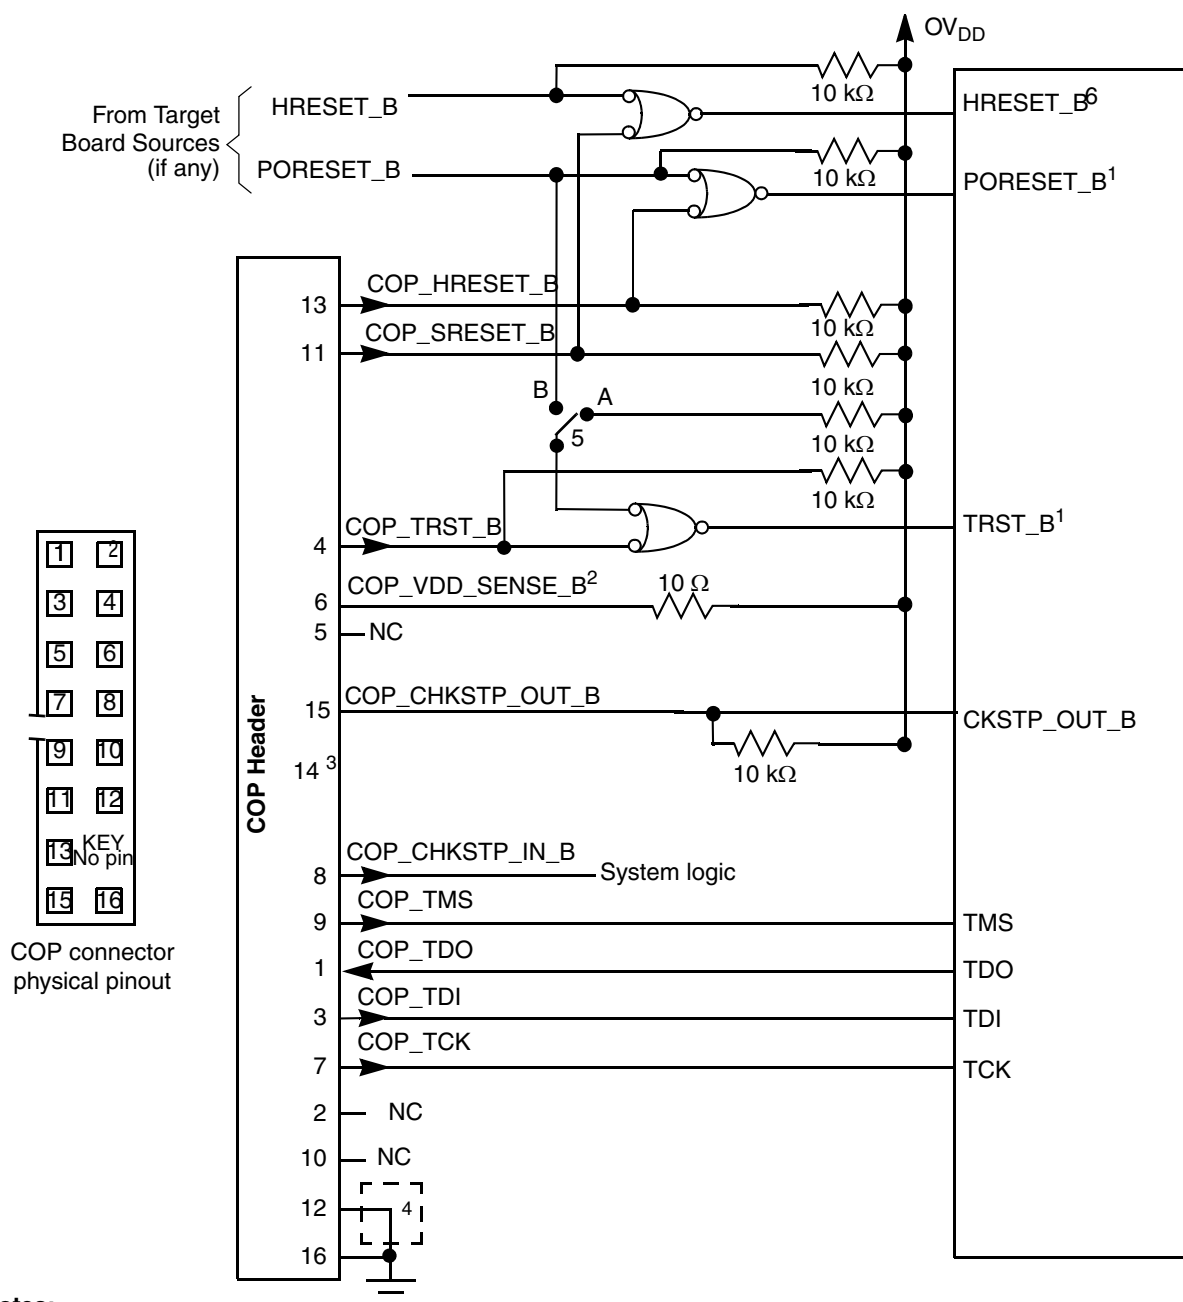 OVDD
10 kΩ
From Target
Board Sources
(if any)
HRESET_B
HRESET_B6
PORESET_B
10 kΩ
PORESET_B1
13
COP_HRESET_B
10 kΩ
11
COP_SRESET_B
10 kΩ
B
A
5
10 kΩ
10 kΩ
4
COP_TRST_B
TRST_B1
6
COP_VDD_SENSE_B2
10 Ω
5
NC
15
COP_CHKSTP_OUT_B
CKSTP_OUT_B
10 kΩ
14 3
COP Header
8
COP_CHKSTP_IN_B
System logic
9
COP_TMS
TMS
1
COP_TDO
TDO
3
COP_TDI
TDI
7
COP_TCK
TCK
2
NC
10
NC
12
4
16
1 2
3 4
5 6
7 8
9 10
11 12
13 KEY
No pin
15 16
COP connector
physical pinout